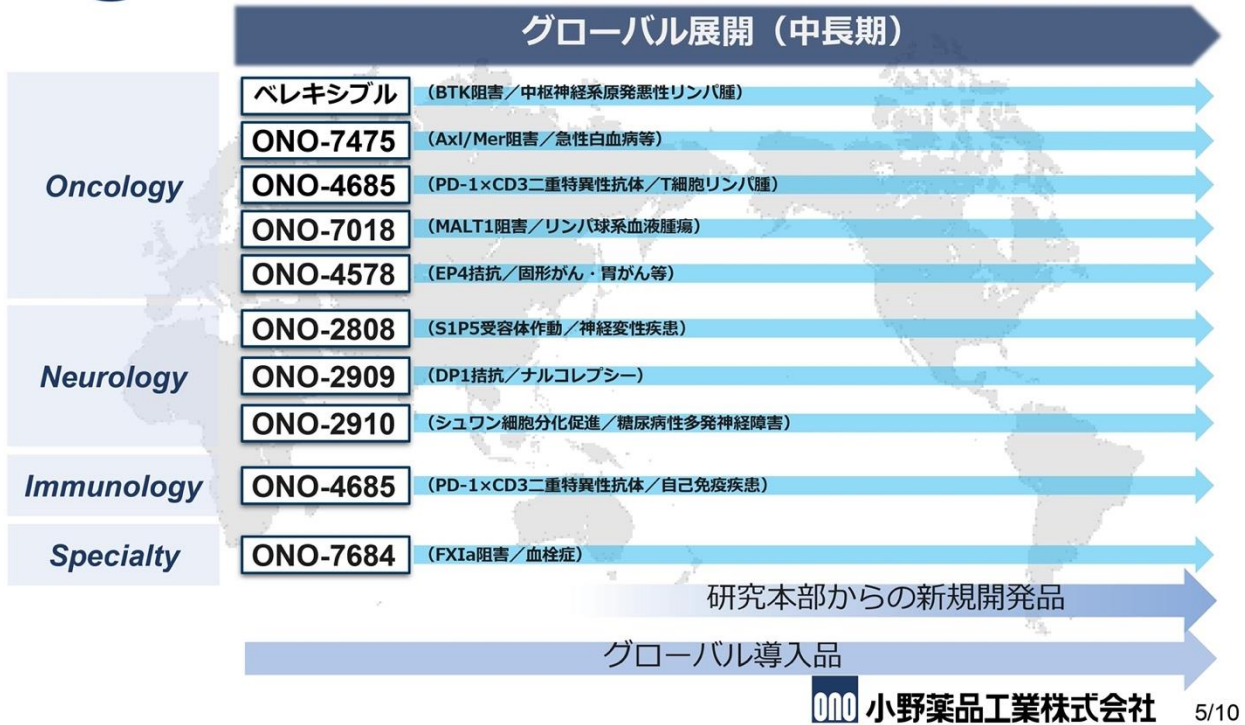 グローバル展開（中長期）
Oncology
ベレキシブル （BTK阻害／中枢神経系原発悪性リンパ腫）
ONO-7475 （Axl/Mer阻害／急性白血病等）
ONO-4685 （PD-1×CD3二重特異性抗体／T細胞リンパ腫）
ONO-7018 （MALT1阻害／リンパ球系血液腫瘍）
ONO-4578 （EP4拮抗／固形がん・胃がん等）
Neurology
ONO-2808 （S1P5受容体作動／神経変性疾患）
ONO-2909 （DP1拮抗／ナルコレプシー）
ONO-2910 （シュワン細胞分化促進／糖尿病性多発神経障害）
Immunology
ONO-4685 （PD-1×CD3二重特異性抗体／自己免疫疾患）
Specialty
ONO-7684 （FXIa阻害／血栓症）
研究本部からの新規開発品
グローバル導入品
ono 小野薬品工業株式会社 5/10